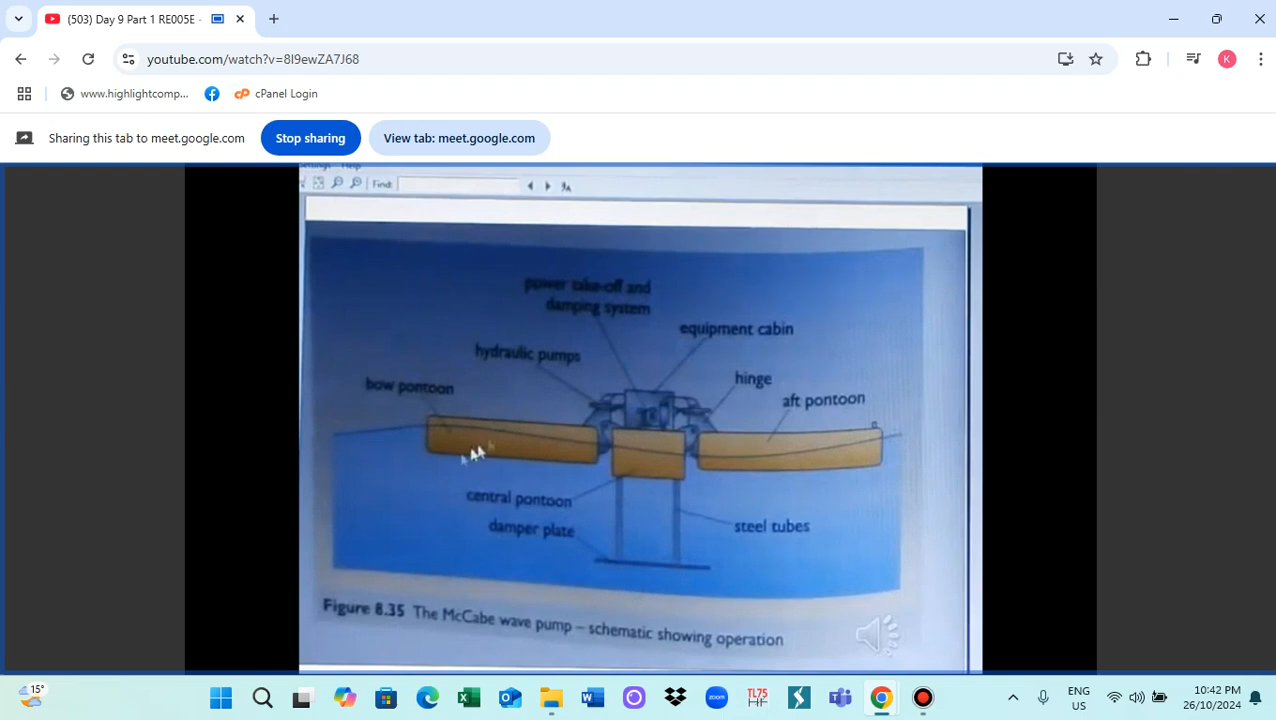 (503) Day 9 Part 1 RE005E -
youtube.com/watch?v=8I9ewZA7J68
K
www.highlightcomp...
cPanel Login
Sharing this tab to meet.google.com
Stop sharing
View tab: meet.google.com
Help
Find:
power take-off and
damping system
equipment cabin
hydraulic pumps
hinge
bow pontoon
aft pontoon
central pontoon
damper plate
steel tubes
Figure 8.35 The McCabe wave pump – schematic showing operation
15°
zoom
TL75
ENG
US
10:42 PM
26/10/2024